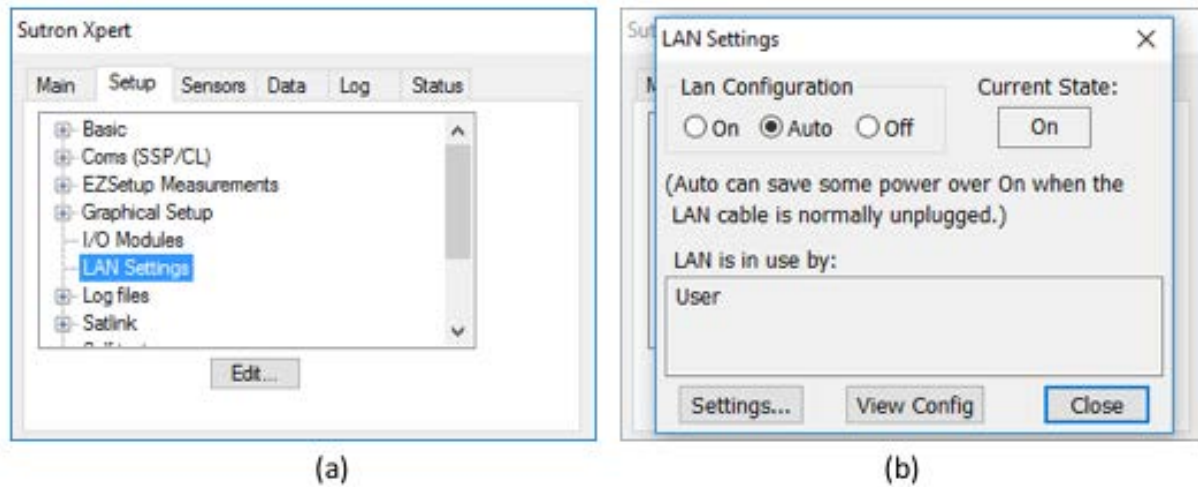 Sutron Xpert
Main Setup Sensors Data Log Status
Basic
Coms (SSP/CL)
EZSetup Measurements
Graphical Setup
I/O Modules
LAN Settings
Log files
Satlink
Edit...
(a)
LAN Settings
Lan Configuration
On Auto Off
Current State:
On
(Auto can save some power over On when the
LAN cable is normally unplugged.)
LAN is in use by:
User
Settings... View Config Close
(b)